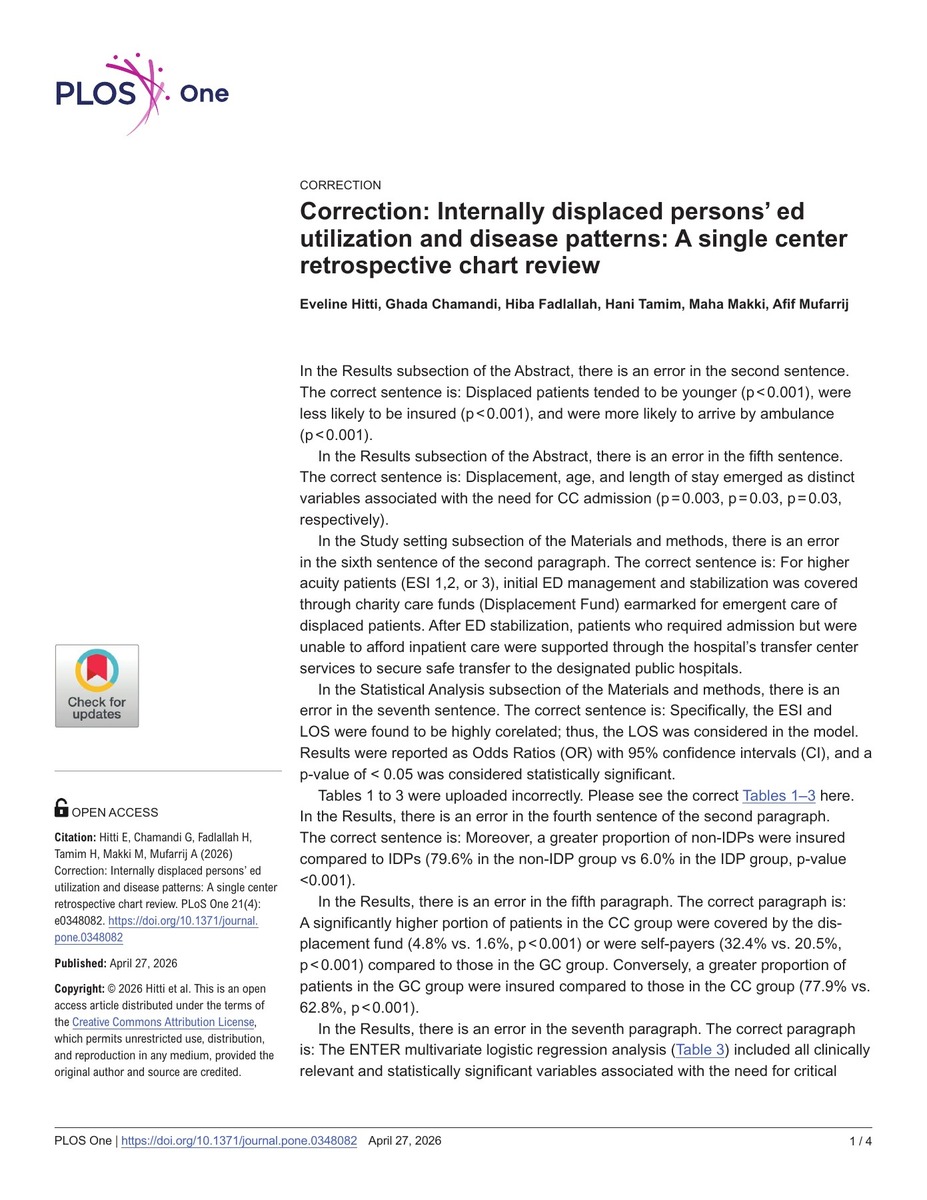 PLOS One
CORRECTION
Correction: Internally displaced persons’ ed
utilization and disease patterns: A single center
retrospective chart review
Eveline Hitti, Ghada Chamandi, Hiba Fadlallah, Hani Tamim, Maha Makki, Afif Mufarrij
In the Results subsection of the Abstract, there is an error in the second sentence.
The correct sentence is: Displaced patients tended to be younger (p < 0.001), were
less likely to be insured (p < 0.001), and were more likely to arrive by ambulance
(p < 0.001).
In the Results subsection of the Abstract, there is an error in the fifth sentence.
The correct sentence is: Displacement, age, and length of stay emerged as distinct
variables associated with the need for CC admission (p = 0.003, p = 0.03, p = 0.03,
respectively).
In the Study setting subsection of the Materials and methods, there is an error
in the sixth sentence of the second paragraph. The correct sentence is: For higher
acuity patients (ESI 1,2, or 3), initial ED management and stabilization was covered
through charity care funds (Displacement Fund) earmarked for emergent care of
displaced patients. After ED stabilization, patients who required admission but were
unable to afford inpatient care were supported through the hospital’s transfer center
services to secure safe transfer to the designated public hospitals.
In the Statistical Analysis subsection of the Materials and methods, there is an
error in the seventh sentence. The correct sentence is: Specifically, the ESI and
LOS were found to be highly corelated; thus, the LOS was considered in the model.
Results were reported as Odds Ratios (OR) with 95% confidence intervals (CI), and a
p-value of < 0.05 was considered statistically significant.
Tables 1 to 3 were uploaded incorrectly. Please see the correct Tables 1–3 here.
In the Results, there is an error in the fourth sentence of the second paragraph.
The correct sentence is: Moreover, a greater proportion of non-IDPs were insured
compared to IDPs (79.6% in the non-IDP group vs 6.0% in the IDP group, p-value
<0.001).
In the Results, there is an error in the fifth paragraph. The correct paragraph is:
A significantly higher portion of patients in the CC group were covered by the dis-
placement fund (4.8% vs. 1.6%, p < 0.001) or were self-payers (32.4% vs. 20.5%,
p < 0.001) compared to those in the GC group. Conversely, a greater proportion of
patients in the GC group were insured compared to those in the CC group (77.9% vs.
62.8%, p < 0.001).
In the Results, there is an error in the seventh paragraph. The correct paragraph
is: The ENTER multivariate logistic regression analysis (Table 3) included all clinically
relevant and statistically significant variables associated with the need for critical
Check for
updates
OPEN ACCESS
Citation: Hitti E, Chamandi G, Fadlallah H,
Tamim H, Makki M, Mufarrij A (2026)
Correction: Internally displaced persons’ ed
utilization and disease patterns: A single center
retrospective chart review. PLoS One 21(4):
e0348082. https://doi.org/10.1371/journal.
pone.0348082
Published: April 27, 2026
Copyright: © 2026 Hitti et al. This is an open
access article distributed under the terms of
the Creative Commons Attribution License,
which permits unrestricted use, distribution,
and reproduction in any medium, provided the
original author and source are credited.
PLOS One | https://doi.org/10.1371/journal.pone.0348082 April 27, 2026 1 / 4